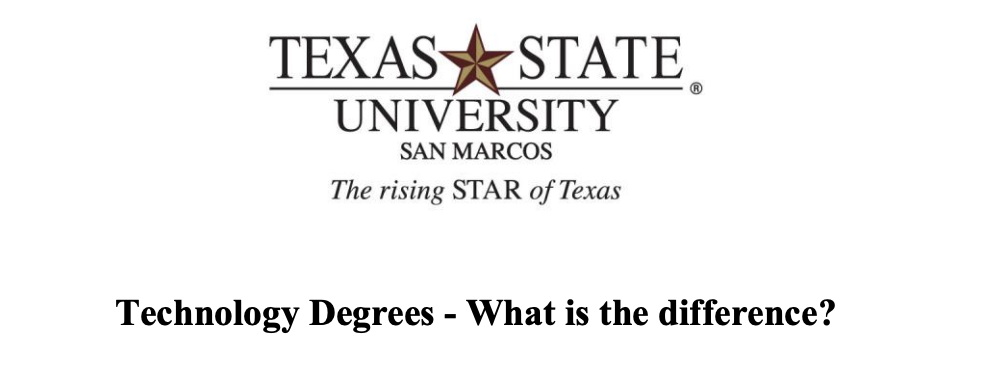 TEXAS STATE
®
UNIVERSITY
SAN MARCOS
The rising STAR of Texas
Technology Degrees - What is the difference?